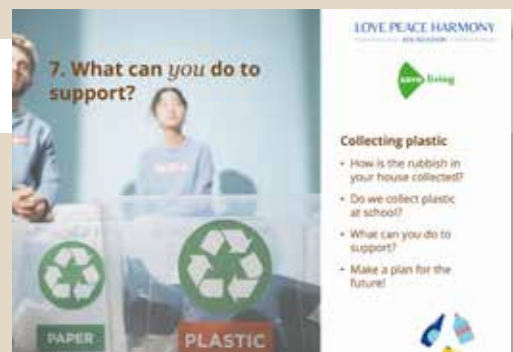 7. What can you do to
support?
PAPER
PLASTIC
LOVE PEACE HARMONY
FOUNDATION
living
Collecting plastic
• How is the rubbish in
your house collected?
• Do we collect plastic
at school?
• What can you do to
support?
• Make a plan for the
future!